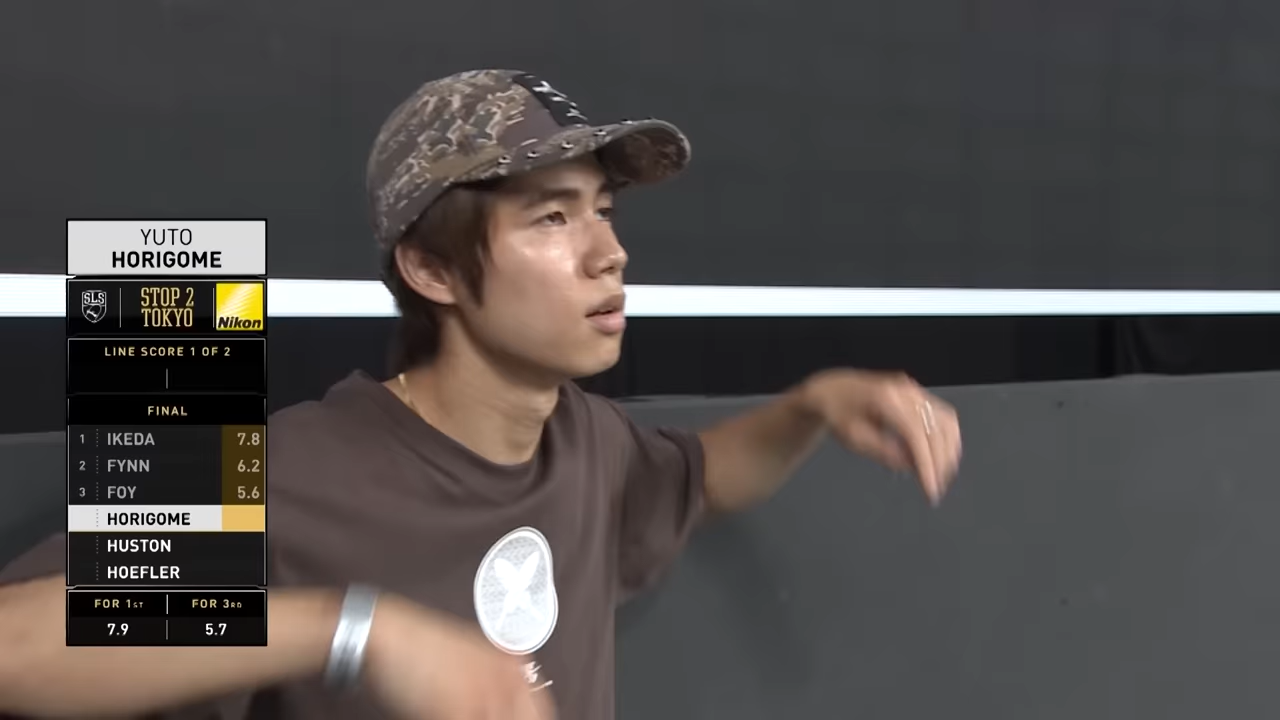 YUTO
HORIGOME
SLS
STOP 2
TOKYO
Nikon
LINE SCORE 1 OF 2
FINAL
1 IKEDA 7.8
2 FYNN 6.2
3 FOY 5.6
HORIGOME
HUSTON
HOEFLER
FOR 1ST FOR 3RD
7.9 5.7